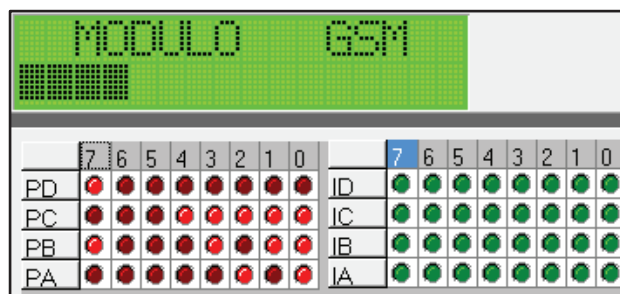 MODULO GSM
7 6 5 4 3 2 1 0 7 6 5 4 3 2 1 0
PD ID
PC IC
PB IB
PA IA